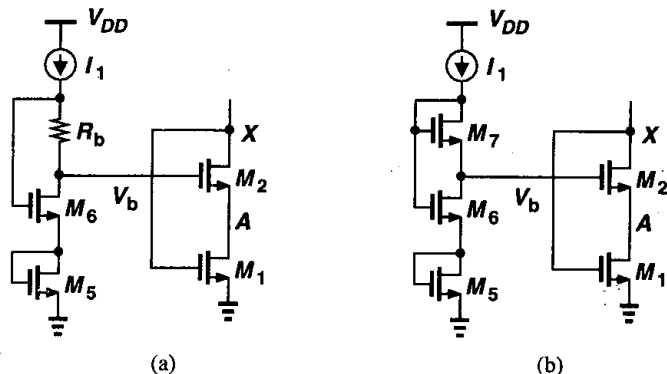 V_DD
I_1
R_b
X
M_2
M_6
V_b
A
M_5
M_1
(a)
V_DD
I_1
M_7
X
M_2
V_b
M_6
A
M_5
M_1
(b)